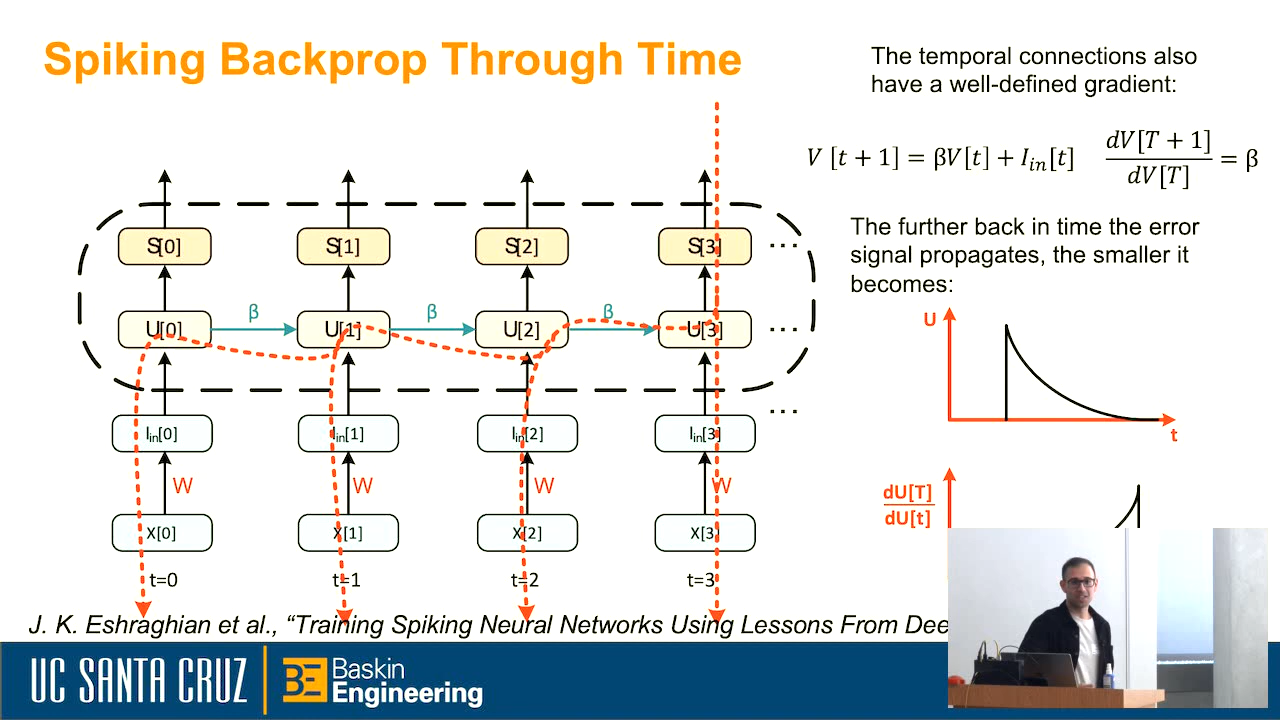 Spiking Backprop Through Time
The temporal connections also
have a well-defined gradient:
V [t + 1] = βV[t] + I_in[t]
dV[T + 1]
dV[T]
= β
The further back in time the error
signal propagates, the smaller it
becomes:
S[0] S[1] S[2] S[3] ...
β β β
U[0] U[1] U[2] U[3] ...
...
I_in[0] I_in[1] I_in[2] I_in[3]
W W W W
X[0] X[1] X[2] X[3]
t=0 t=1 t=2 t=3
U
t
dU[T]
dU[t]
J. K. Eshraghian et al., “Training Spiking Neural Networks Using Lessons From Dee
UC SANTA CRUZ
BE
Baskin
Engineering